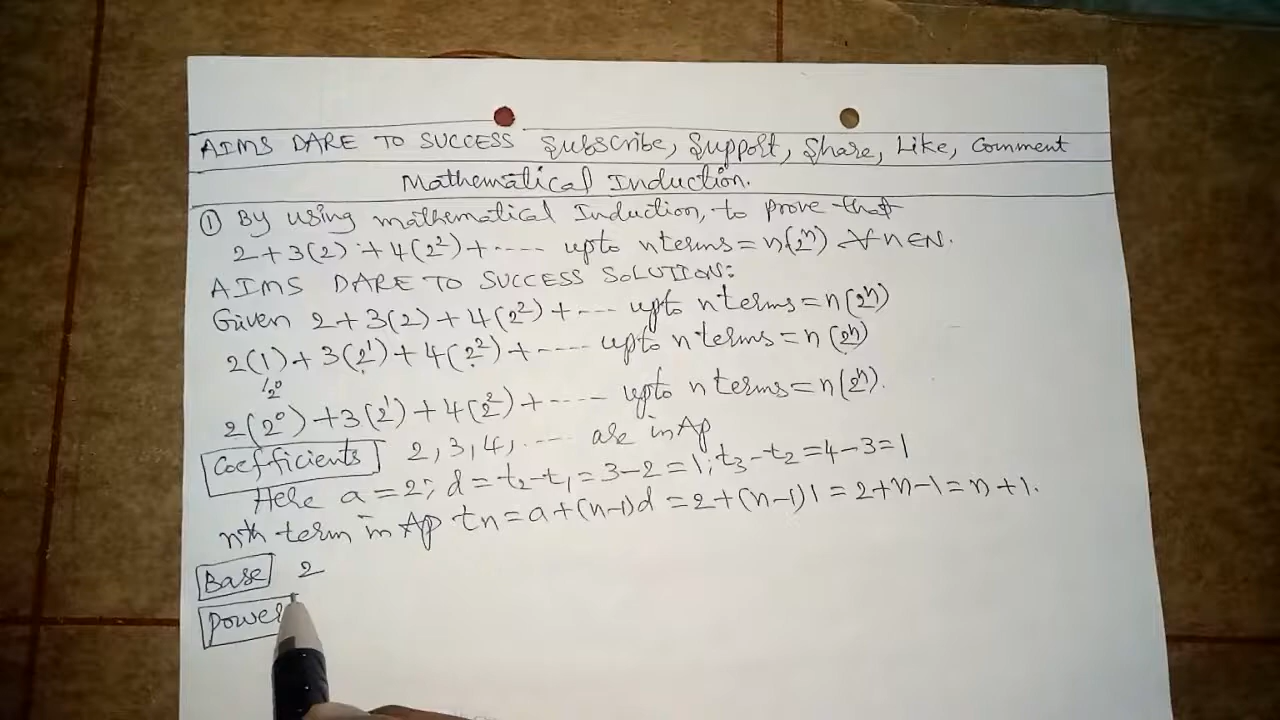 AIMS DARE TO SUCCESS Subscribe, Support, Share, Like, Comment
Mathematical Induction.
① By using mathematical Induction, to prove that
2+3(2)+4(2²)+----- upto n terms = n(2ⁿ) ∀ n∈N.
AIMS DARE TO SUCCESS SOLUTION:
Given 2+3(2)+4(2²)+---- upto n terms = n(2ⁿ)
2(1)+3(2¹)+4(2²)+----- upto n terms = n(2ⁿ)
2⁰
2(2⁰)+3(2¹)+4(2²)+----- upto n terms = n(2ⁿ).
Coefficients 2,3,4,---- are in AP
Here a=2; d=t₂-t₁=3-2=1; t₃-t₂=4-3=1
nth term in AP tn=a+(n-1)d=2+(n-1)1=2+n-1=n+1.
Base 2
Power